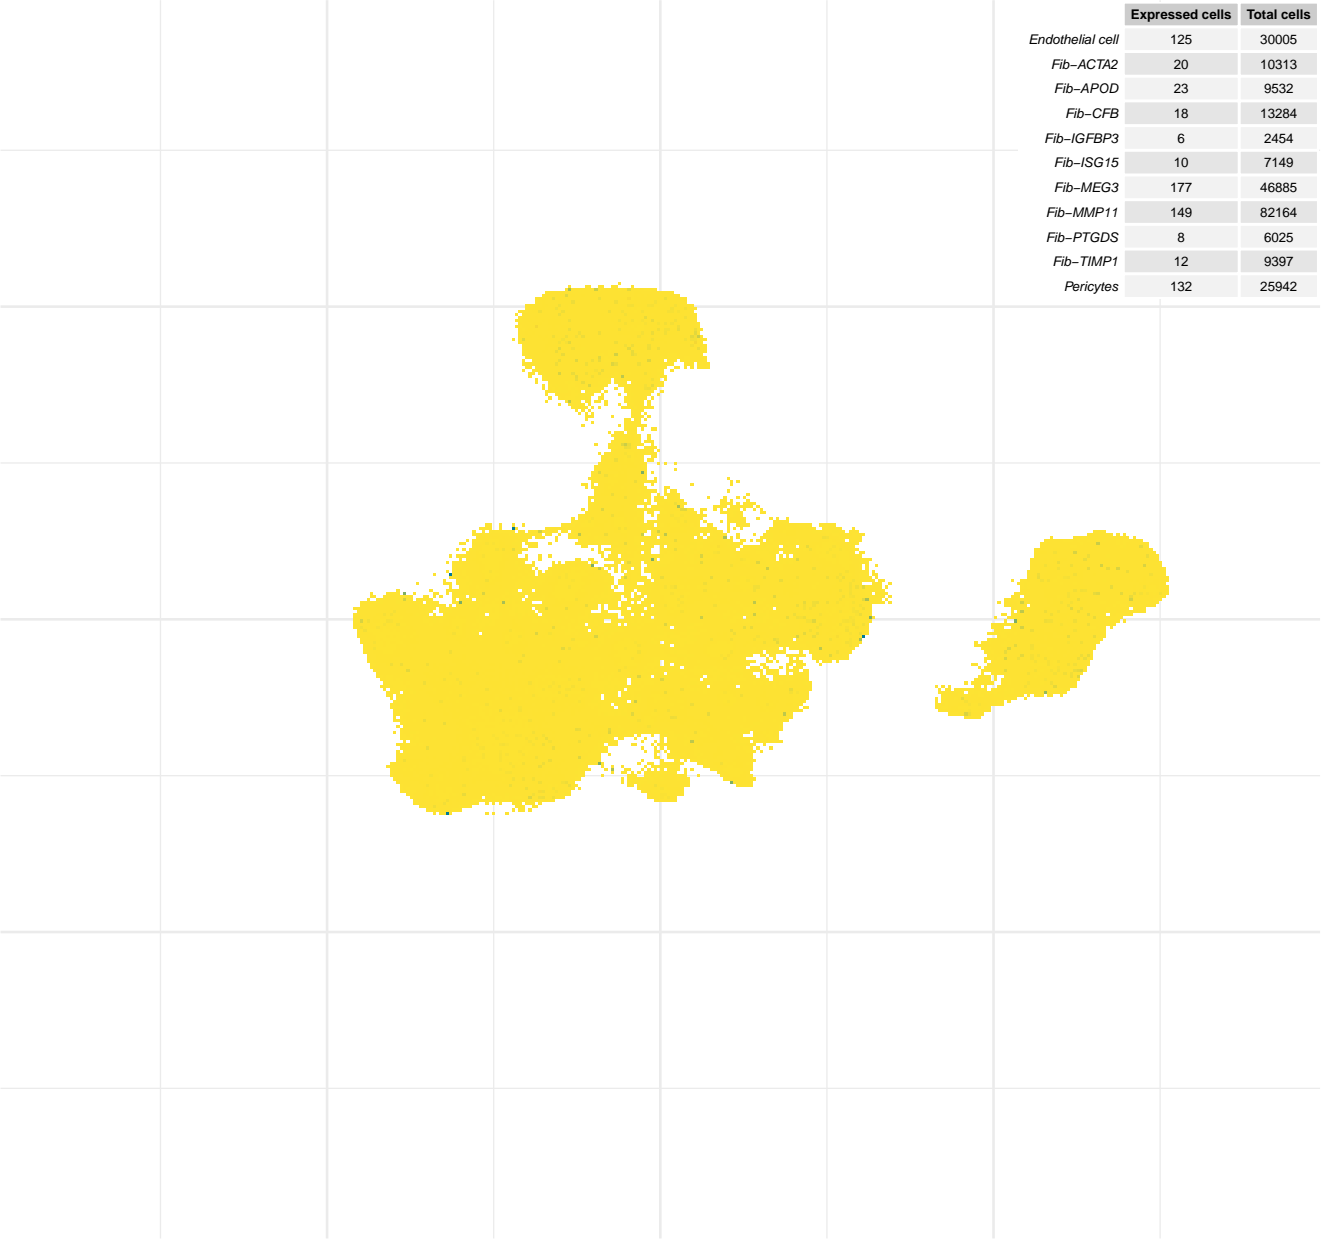 Expressed cells Total cells
Endothelial cell 125 30005
Fib−ACTA2 20 10313
Fib−APOD 23 9532
Fib−CFB 18 13284
Fib−IGFBP3 6 2454
Fib−ISG15 10 7149
Fib−MEG3 177 46885
Fib−MMP11 149 82164
Fib−PTGDS 8 6025
Fib−TIMP1 12 9397
Pericytes 132 25942